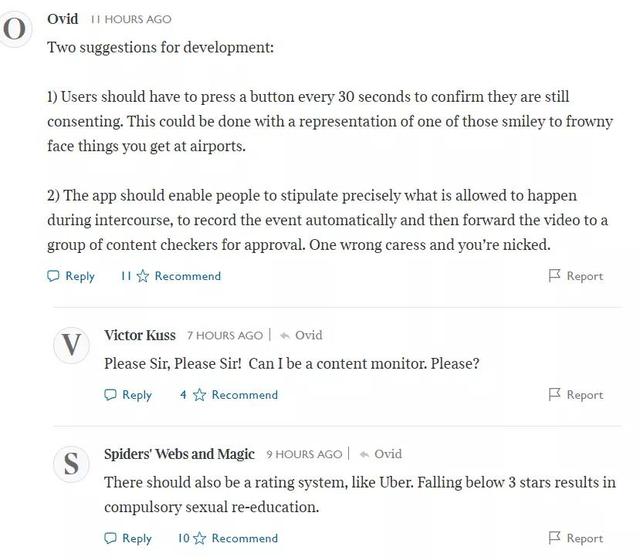 O
Ovid 11 HOURS AGO
Two suggestions for development:
1) Users should have to press a button every 30 seconds to confirm they are still
consenting. This could be done with a representation of one of those smiley to frowny
face things you get at airports.
2) The app should enable people to stipulate precisely what is allowed to happen
during intercourse, to record the event automatically and then forward the video to a
group of content checkers for approval. One wrong caress and you’re nicked.
Reply 11 Recommend Report
V
Victor Kuss 7 HOURS AGO | Ovid
Please Sir, Please Sir! Can I be a content monitor. Please?
Reply 4 Recommend Report
S
Spiders' Webs and Magic 9 HOURS AGO | Ovid
There should also be a rating system, like Uber. Falling below 3 stars results in
compulsory sexual re-education.
Reply 10 Recommend Report